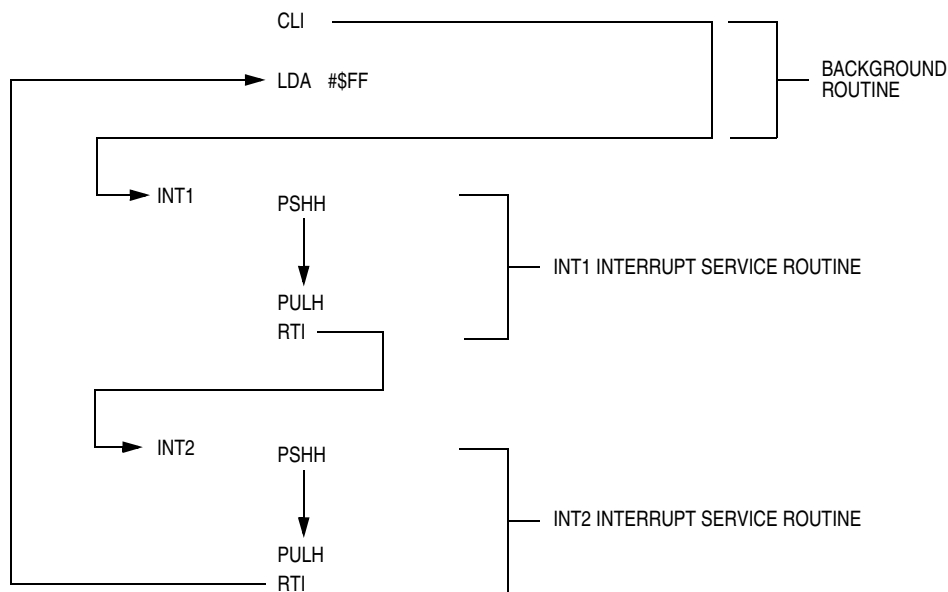 CLI
LDA #$FF
BACKGROUND
ROUTINE
INT1
PSHH
INT1 INTERRUPT SERVICE ROUTINE
PULH
RTI
INT2
PSHH
INT2 INTERRUPT SERVICE ROUTINE
PULH
RTI